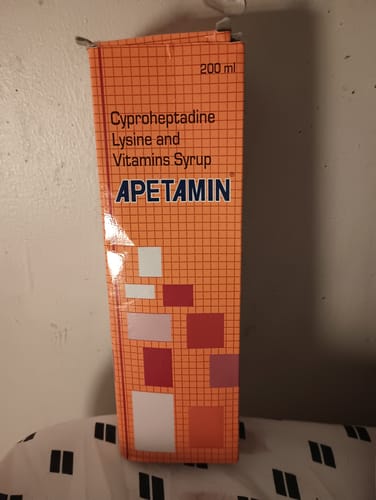 200 ml
Cyproheptadine
Lysine and
Vitamins Syrup
APETAMIN®